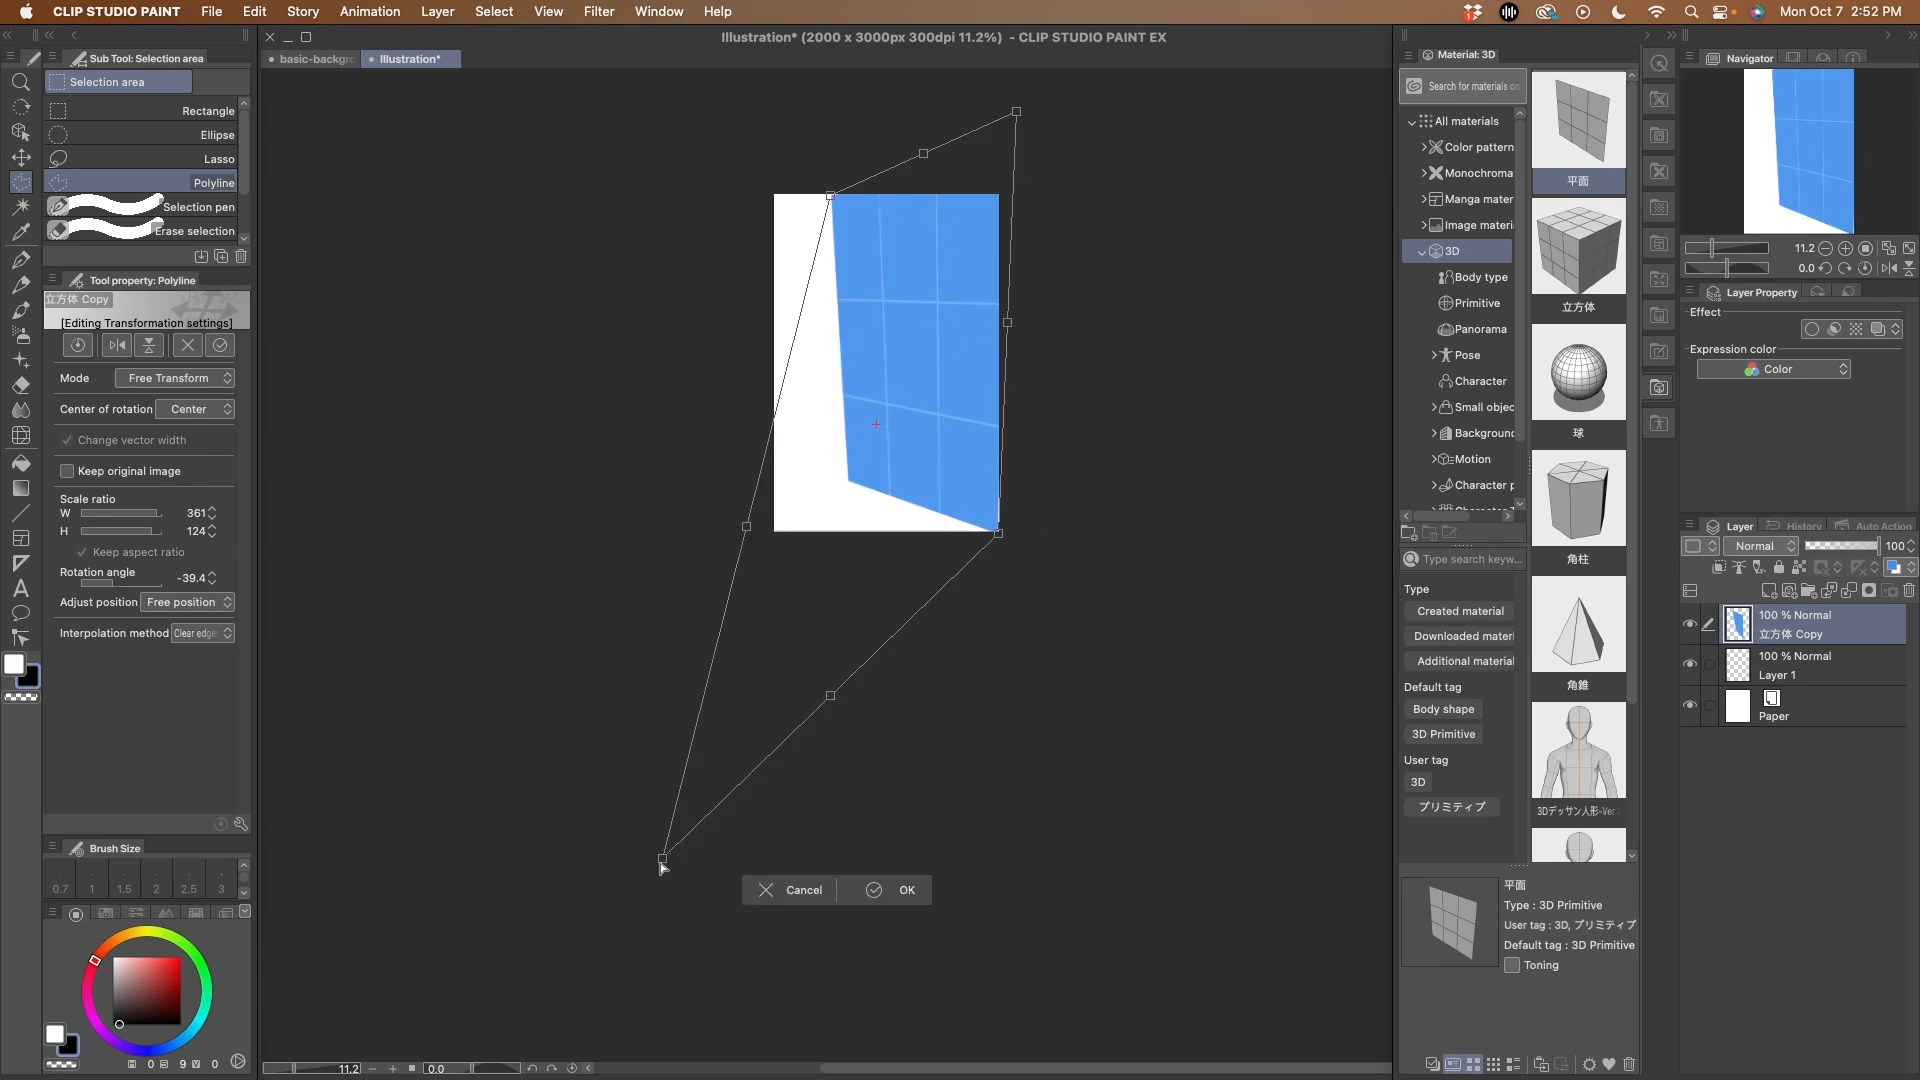 CLIP STUDIO PAINT File Edit Story Animation Layer Select View Filter Window Help
Mon Oct 7 2:52 PM
Illustration* (2000 x 3000px 300dpi 11.2%) - CLIP STUDIO PAINT EX
basic-backgr
Illustration*
Sub Tool: Selection area
Selection area
Rectangle
Ellipse
Lasso
Polyline
Selection pen
Erase selection
Tool property: Polyline
立方体 Copy
[Editing Transformation settings]
Mode Free Transform
Center of rotation Center
Change vector width
Keep original image
Scale ratio
W 361
H 124
Keep aspect ratio
Rotation angle -39.4
Adjust position Free position
Interpolation method Clear edge
Brush Size
0.7 1 1.5 2 2.5 3
0 9 0
Cancel OK
11.2 0.0
Material: 3D
Search for materials on
All materials
Color pattern
Monochroma
Manga mater
Image materi
3D
Body type
Primitive
Panorama
Pose
Character
Small objec
Background
Motion
Character p
Type search keyw...
Type
Created material
Downloaded mater
Additional material
Default tag
Body shape
3D Primitive
User tag
3D
プリミティブ
平面
立方体
球
角柱
角錐
3Dデッサン人形-Ver.
平面
Type : 3D Primitive
User tag : 3D, プリミティブ
Default tag : 3D Primitive
Toning
Navigator
11.2
0.0
Layer Property
Effect
Expression color
Color
Layer History Auto Action
Normal 100
100 % Normal
立方体 Copy
100 % Normal
Layer 1
Paper